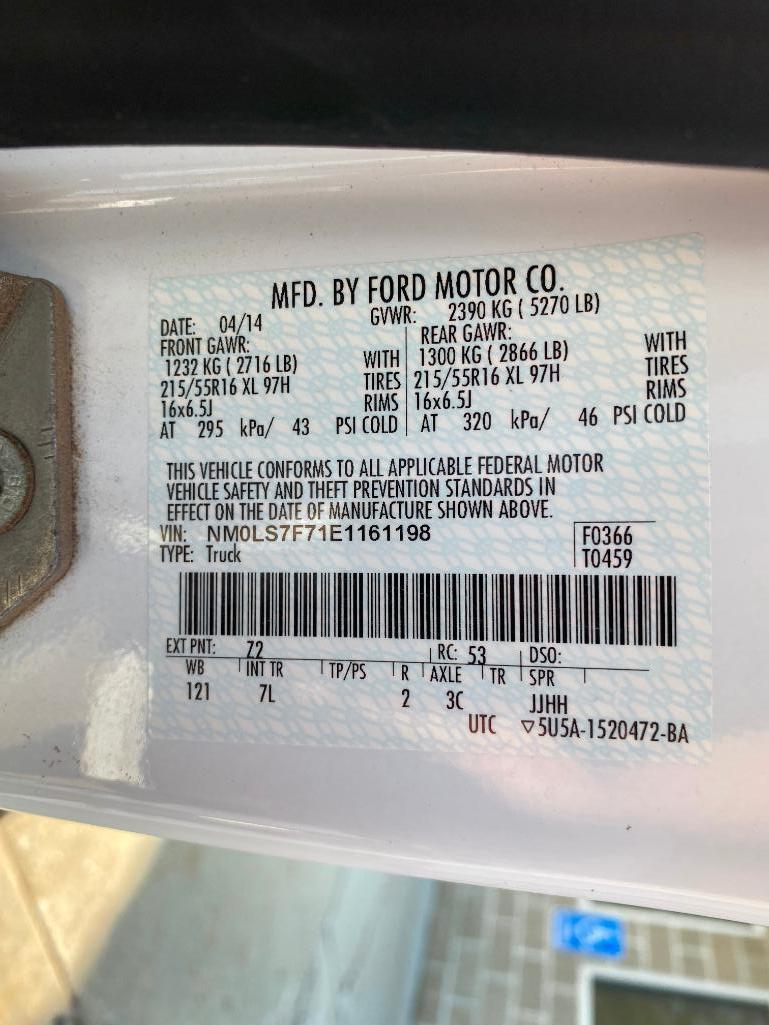 MFD. BY FORD MOTOR CO.
DATE: 04/14 GVWR: 2390 KG ( 5270 LB)
FRONT GAWR: REAR GAWR:
1232 KG ( 2716 LB) WITH 1300 KG ( 2866 LB) WITH
215/55R16 XL 97H TIRES 215/55R16 XL 97H TIRES
16x6.5J RIMS 16x6.5J RIMS
AT 295 kPa/ 43 PSI COLD AT 320 kPa/ 46 PSI COLD
THIS VEHICLE CONFORMS TO ALL APPLICABLE FEDERAL MOTOR
VEHICLE SAFETY AND THEFT PREVENTION STANDARDS IN
EFFECT ON THE DATE OF MANUFACTURE SHOWN ABOVE.
VIN: NM0LS7F71E1161198 F0366
TYPE: Truck T0459
EXT PNT: Z2 RC: 53 DSO:
WB INT TR TP/PS R AXLE TR SPR
121 7L 2 3C JJHH
UTC ▽5U5A-1520472-BA